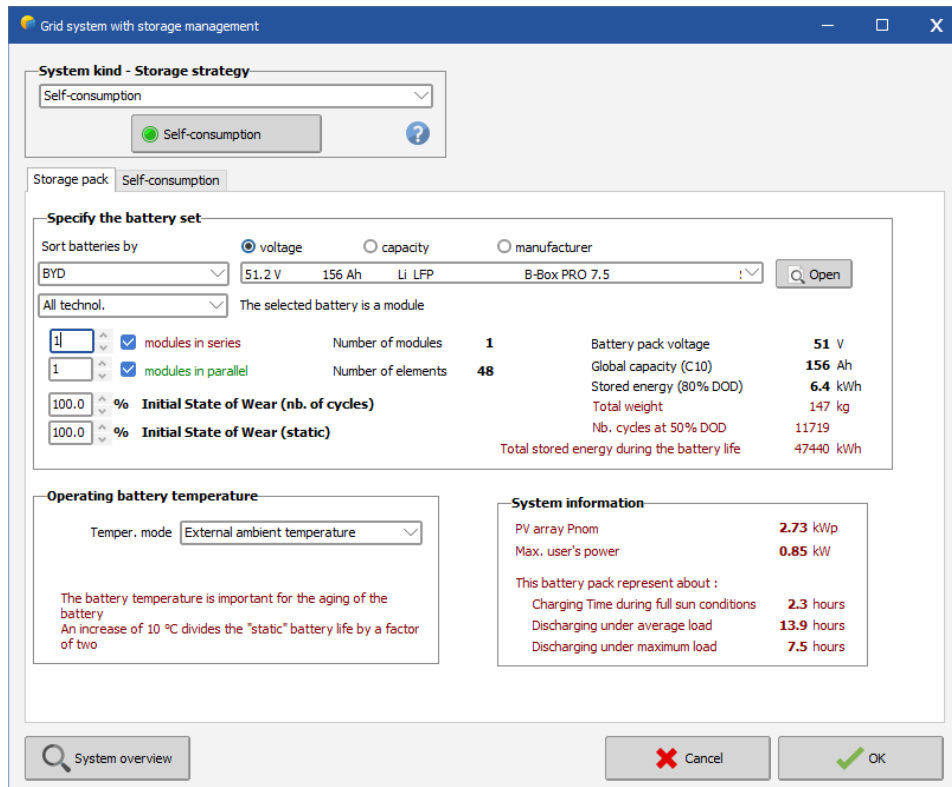 Grid system with storage management
System kind - Storage strategy
Self-consumption
Self-consumption
?
Storage pack Self-consumption
Specify the battery set
Sort batteries by voltage capacity manufacturer
BYD 51.2 V 156 Ah Li LFP B-Box PRO 7.5 Open
All technol. The selected battery is a module
1 modules in series Number of modules 1 Battery pack voltage 51 V
1 modules in parallel Number of elements 48 Global capacity (C10) 156 Ah
Stored energy (80% DOD) 6.4 kWh
100.0 % Initial State of Wear (nb. of cycles) Total weight 147 kg
100.0 % Initial State of Wear (static) Nb. cycles at 50% DOD 11719
Total stored energy during the battery life 47440 kWh
Operating battery temperature
Temper. mode External ambient temperature
The battery temperature is important for the aging of the
battery
An increase of 10 °C divides the "static" battery life by a factor
of two
System information
PV array Pnom 2.73 kWp
Max. user's power 0.85 kW
This battery pack represent about :
Charging Time during full sun conditions 2.3 hours
Discharging under average load 13.9 hours
Discharging under maximum load 7.5 hours
System overview Cancel OK